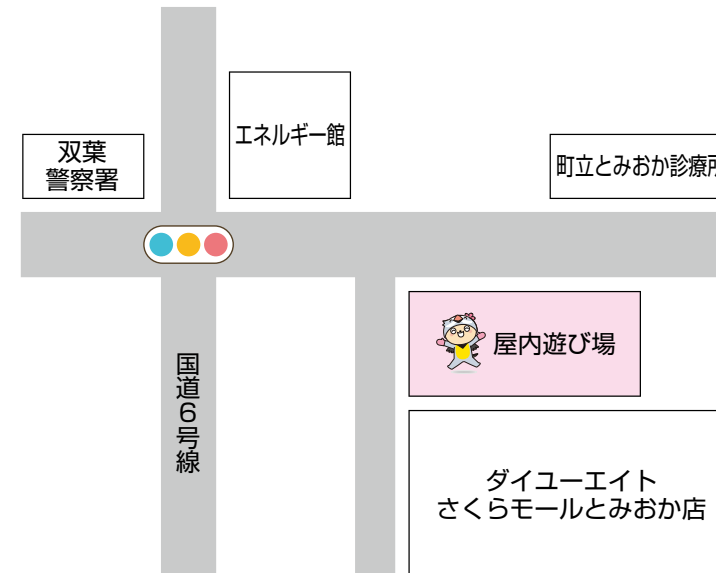 エネルギー館
双葉
警察署
町立とみおか診療所
屋内遊び場
国道6号線
ダイユーエイト
さくらモールとみおか店